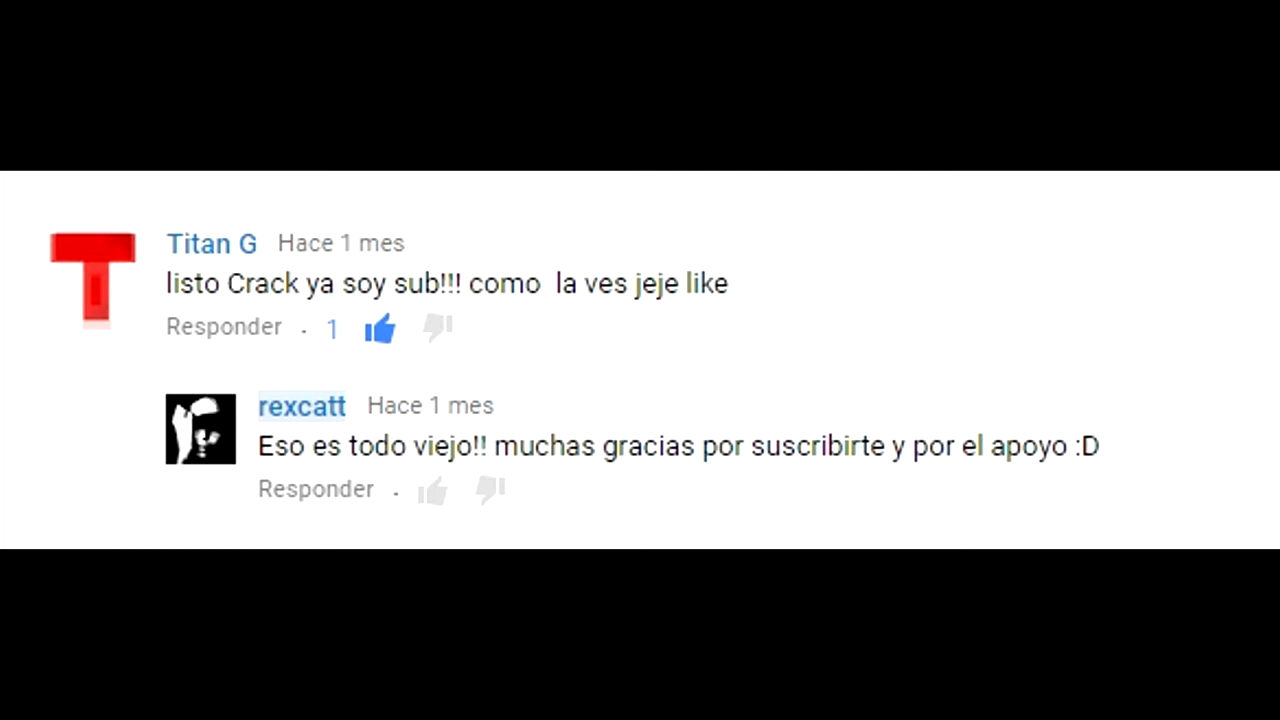 Titan G Hace 1 mes
listo Crack ya soy sub!!! como la ves jeje like
Responder . 1
rexcatt Hace 1 mes
Eso es todo viejo!! muchas gracias por suscribirte y por el apoyo :D
Responder .